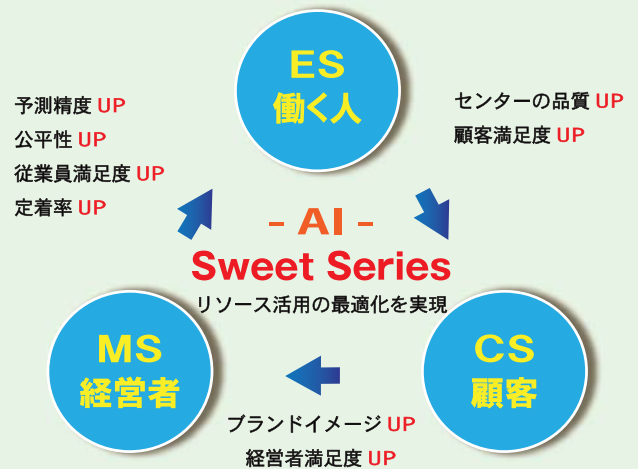 ES
働く人
予測精度 UP
公平性 UP
従業員満足度 UP
定着率 UP
センターの品質 UP
顧客満足度 UP
- AI -
Sweet Series
リソース活用の最適化を実現
MS
経営者
CS
顧客
ブランドイメージ UP
経営者満足度 UP